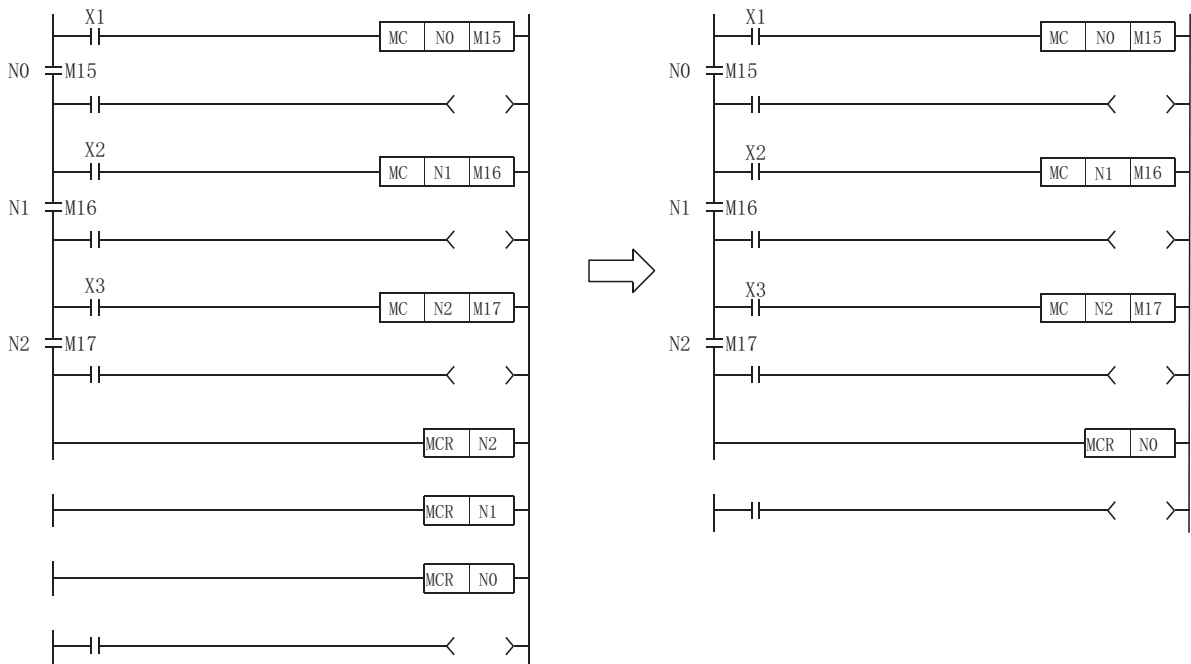 X1
MC N0 M15
N0 M15
X2
MC N1 M16
N1 M16
X3
MC N2 M17
N2 M17
MCR N2
MCR N1
MCR N0
X1
MC N0 M15
N0 M15
X2
MC N1 M16
N1 M16
X3
MC N2 M17
N2 M17
MCR N0